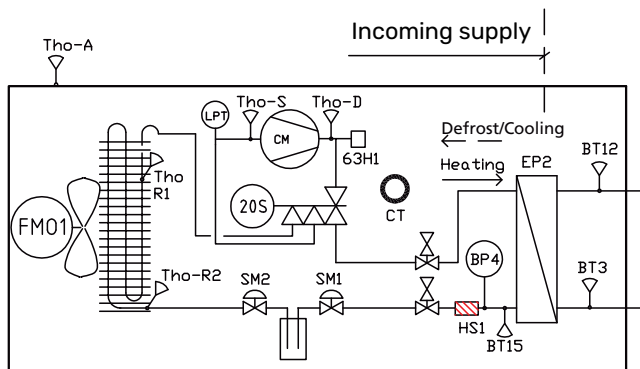 Incoming supply
Tho-A
Tho-S
Tho-D
LPT
CM
63H1
Defrost/Cooling
Heating
EP2
BT12
Tho
R1
20S
CT
FM01
Tho-R2
SM2
SM1
BP4
BT3
HS1
BT15